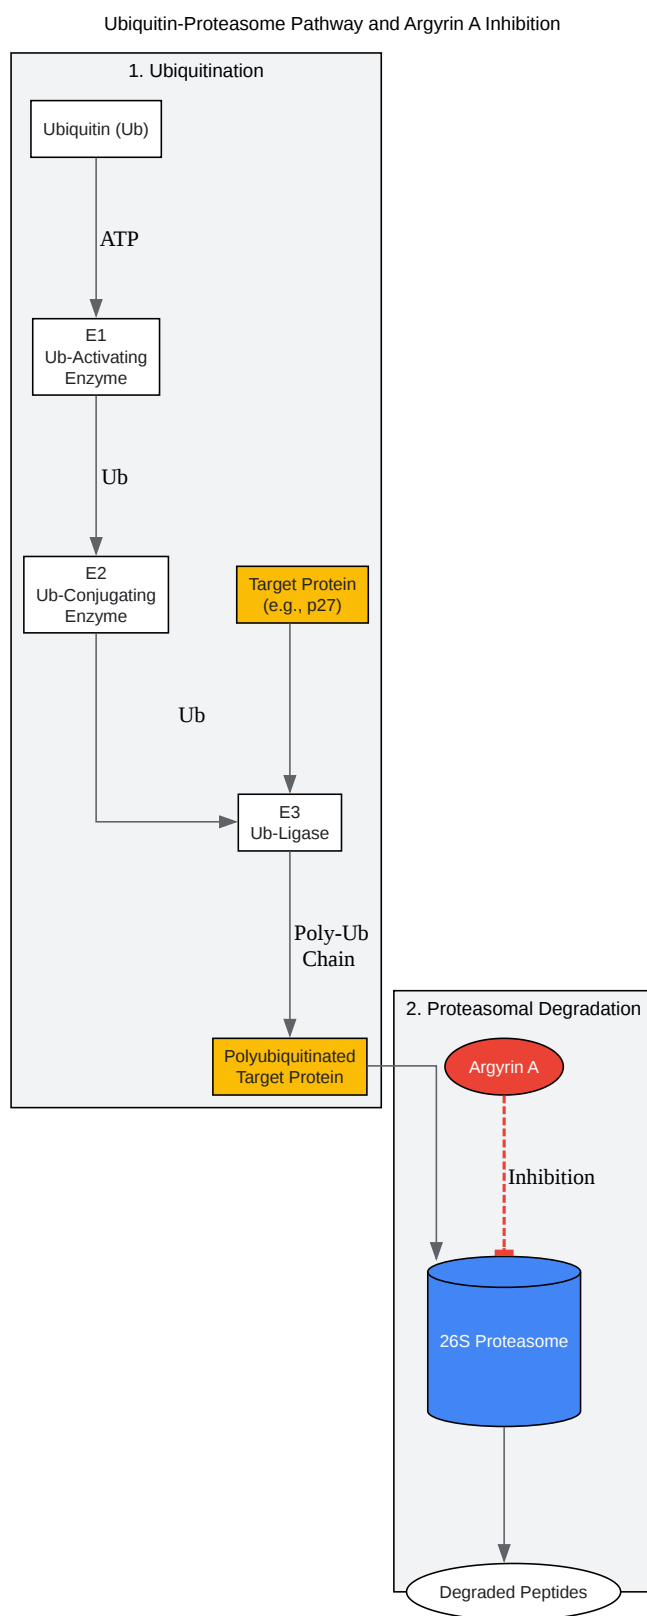 Ubiquitin-Proteasome Pathway and Argyrin A Inhibition
1. Ubiquitination
Ubiquitin (Ub)
ATP
E1
Ub-Activating
Enzyme
Ub
E2
Ub-Conjugating
Enzyme
Target Protein
(e.g., p27)
Ub
E3
Ub-Ligase
Poly-Ub
Chain
Polyubiquitinated
Target Protein
2. Proteasomal Degradation
Argyrin A
Inhibition
26S Proteasome
Degraded Peptides